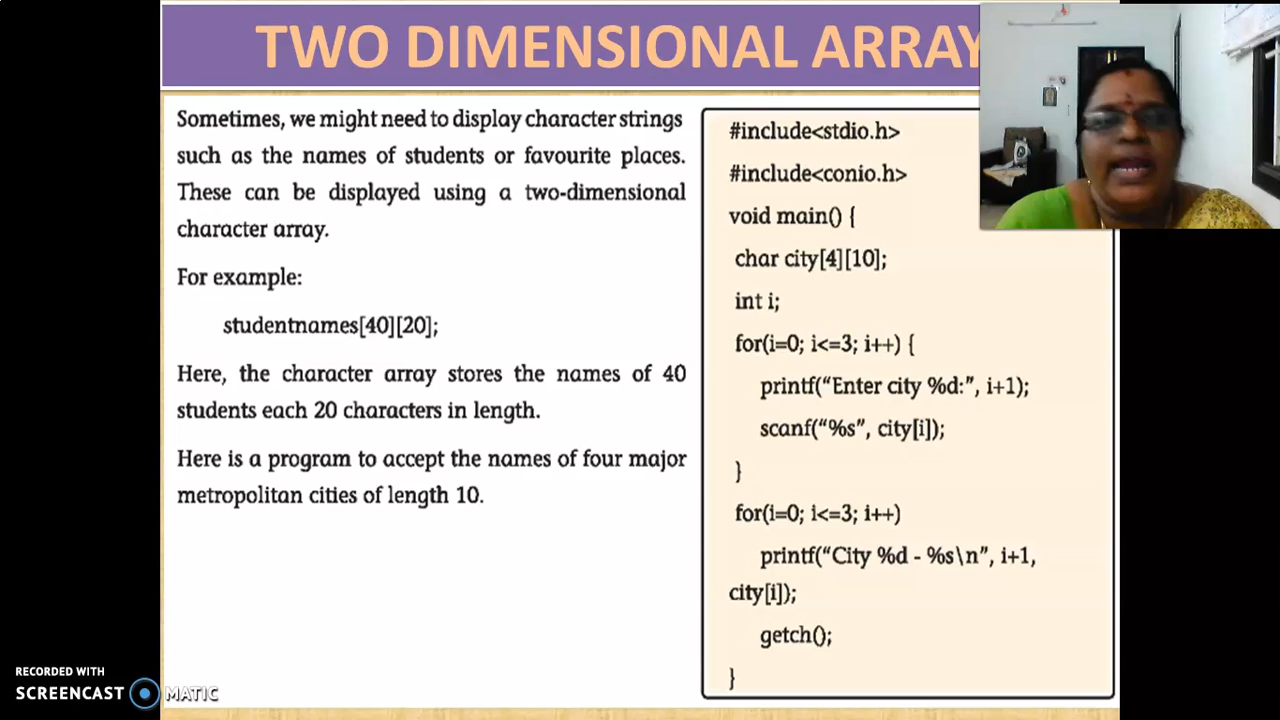 TWO DIMENSIONAL ARRAY
Sometimes, we might need to display character strings
such as the names of students or favourite places.
These can be displayed using a two-dimensional
character array.
For example:
studentnames[40][20];
Here, the character array stores the names of 40
students each 20 characters in length.
Here is a program to accept the names of four major
metropolitan cities of length 10.
#include<stdio.h>
#include<conio.h>
void main() {
char city[4][10];
int i;
for(i=0; i<=3; i++) {
printf(“Enter city %d:”, i+1);
scanf(“%s”, city[i]);
}
for(i=0; i<=3; i++)
printf(“City %d - %s\n”, i+1,
city[i]);
getch();
}
RECORDED WITH
SCREENCAST MATIC